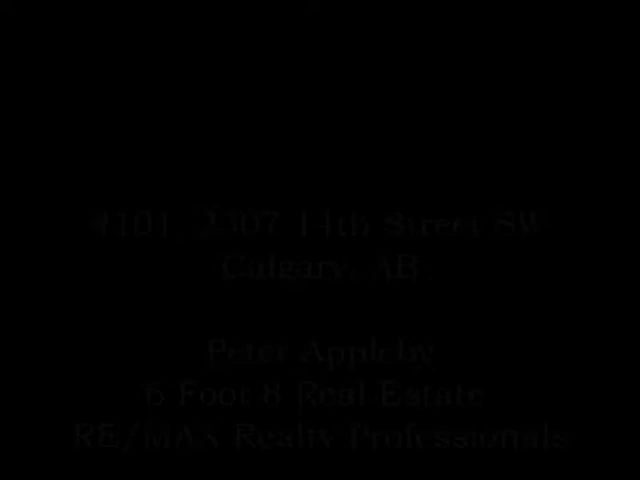 #101, 2307 14th Street SW
Calgary, AB
Peter Appleby
6 Foot 8 Real Estate
RE/MAX Realty Professionals